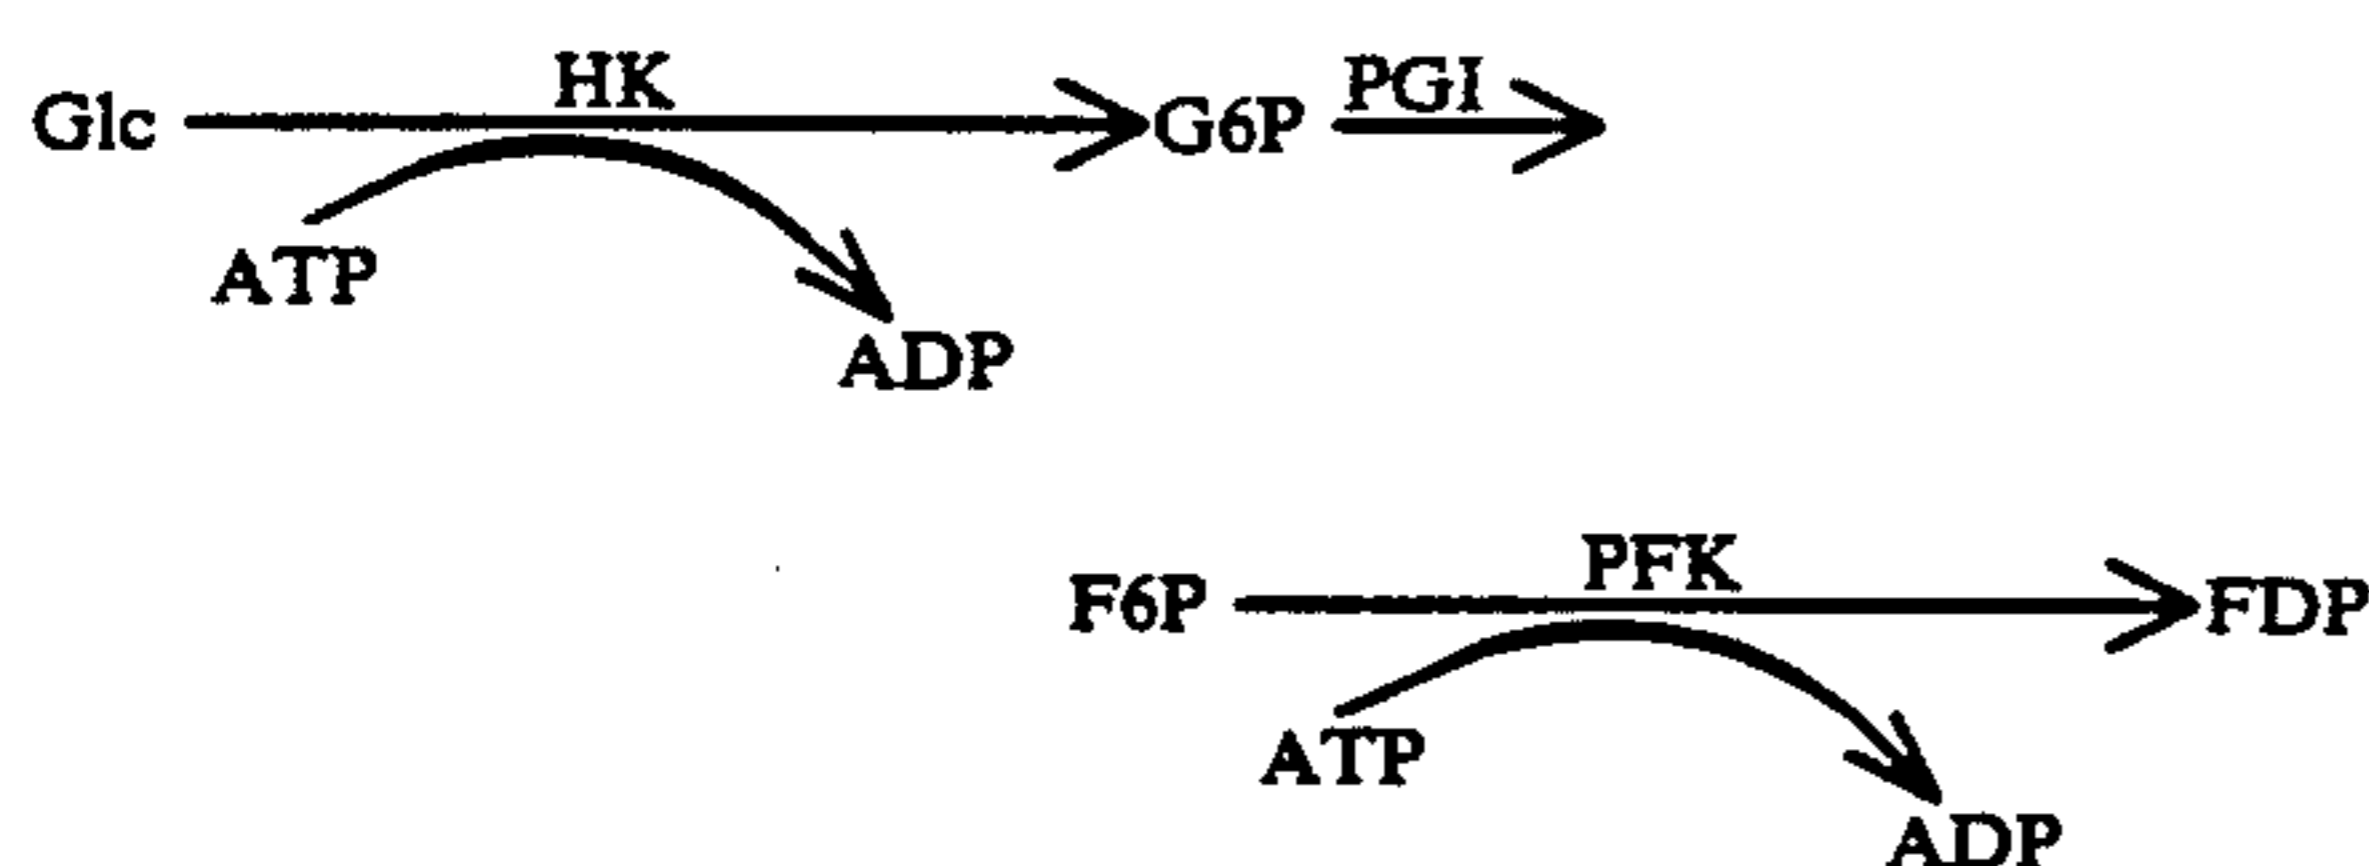 HK
Glc G6P PGI
ATP
ADP
PFK
F6P FDP
ATP
ADP